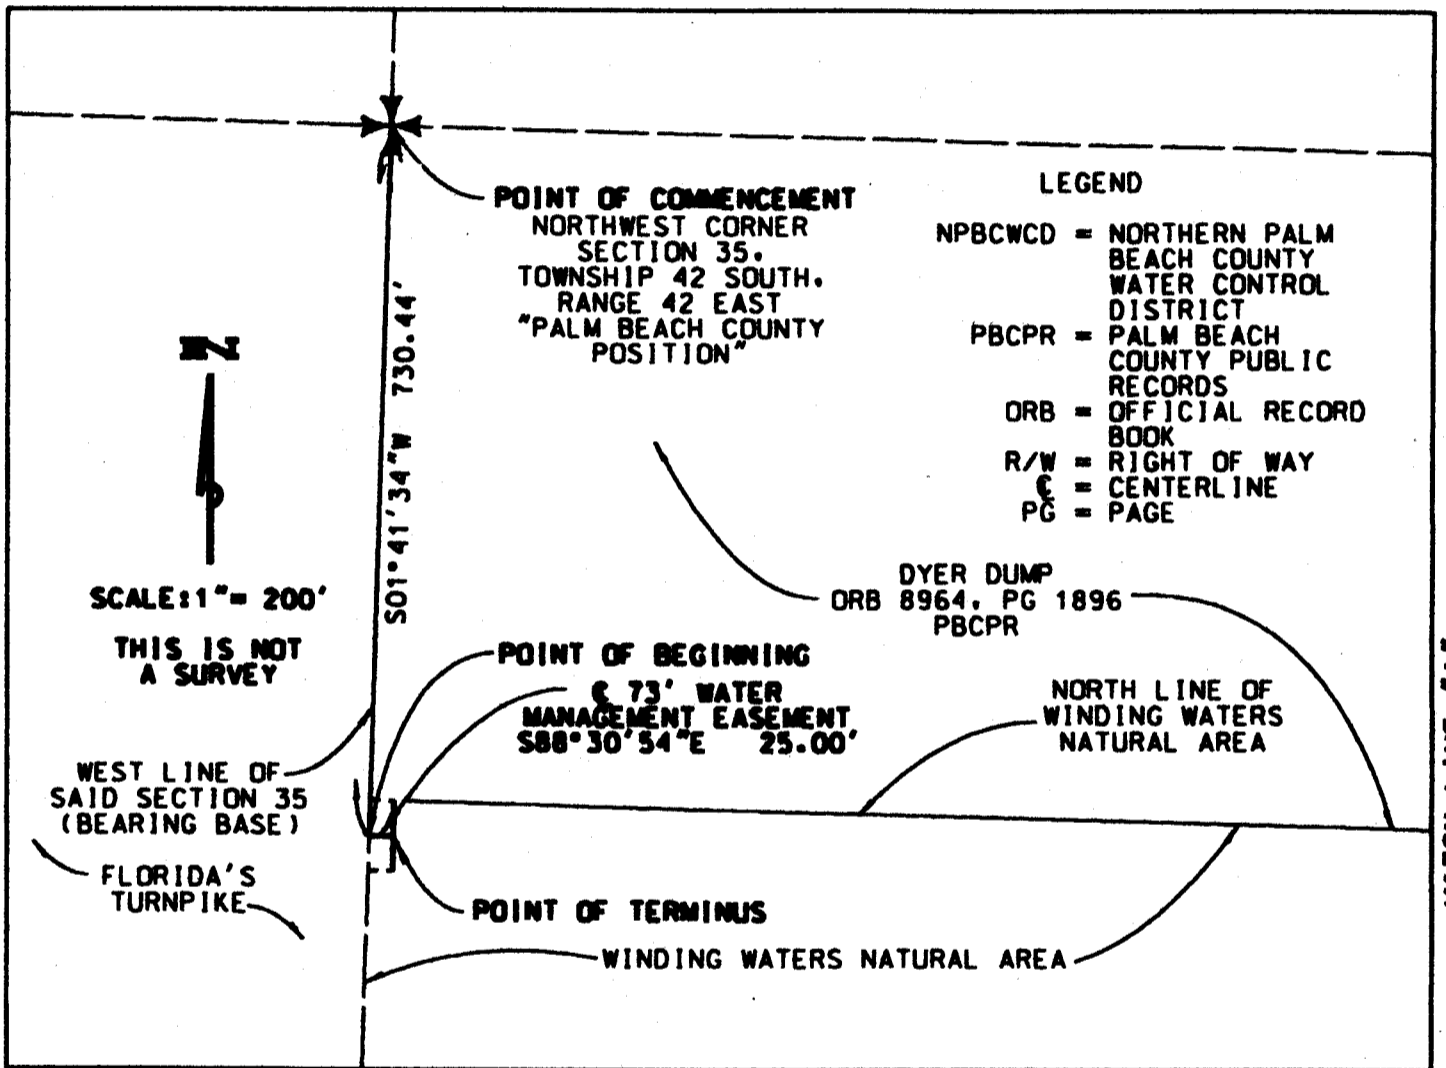 POINT OF COMMENCEMENT
NORTHWEST CORNER
SECTION 35.
TOWNSHIP 42 SOUTH.
RANGE 42 EAST
"PALM BEACH COUNTY
POSITION"
LEGEND
NPBCWCD = NORTHERN PALM
BEACH COUNTY
WATER CONTROL
DISTRICT
PBCPR = PALM BEACH
COUNTY PUBLIC
RECORDS
ORB = OFFICIAL RECORD
BOOK
R/W = RIGHT OF WAY
℄ = CENTERLINE
PG = PAGE
N
S01°41'34"W 730.44'
SCALE:1"= 200'
THIS IS NOT
A SURVEY
DYER DUMP
ORB 8964. PG 1896
PBCPR
POINT OF BEGINNING
℄ 73' WATER
MANAGEMENT EASEMENT
S88°30'54"E 25.00'
NORTH LINE OF
WINDING WATERS
NATURAL AREA
WEST LINE OF
SAID SECTION 35
(BEARING BASE)
FLORIDA'S
TURNPIKE
POINT OF TERMINUS
WINDING WATERS NATURAL AREA